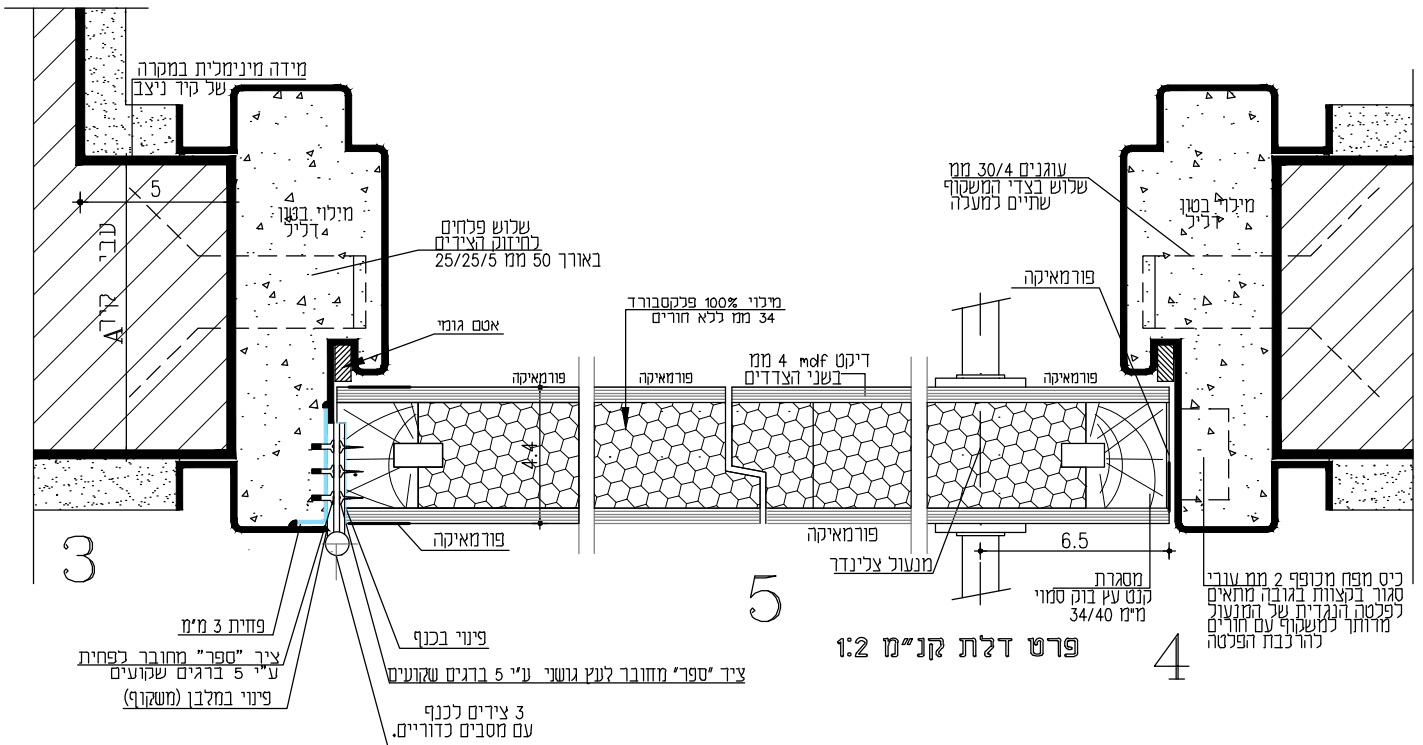 מידה מינימלית במקרה
של קיר ניצב
5
עבי קיר A
מילוי בטון
דליל
שלוש פלחים
לחיזוק הצירים
באורך 50 ממ 25/25/5
אטם גומי
מילוי 100% פלקסבורד
34 ממ ללא חורים
דיקט mdf 4 ממ
בשני הצדדים
פורמאיקה
פורמאיקה
פורמאיקה
עוגנים 30/4 ממ
שלוש בצדי המשקוף
שתיים למעלה
מילוי בטון
דליל
פורמאיקה
4.4
פורמאיקה
פורמאיקה
מנעול צלינדר
6.5
מסגרת
קנט עץ בוק סמוי
34/40 מ"מ
כיס מפח מכופף 2 ממ עובי
סגור בקצוות בגובה מתאים
לפלטה הנגדית של המנעול
מרותך למשקוף עם חורים
להרכבת הפלטה
3
5
4
פרט דלת קנ"מ 1:2
פחית 3 מ"מ
ציר "ספר" מחובר לפחית
ע"י 5 ברגים שקועים
פינוי במלבן (משקוף)
פינוי בכנף
ציר "ספר" מחובר לעץ גושני ע"י 5 ברגים שקועים
3 צירים לכנף
עם מסבים כדוריים.